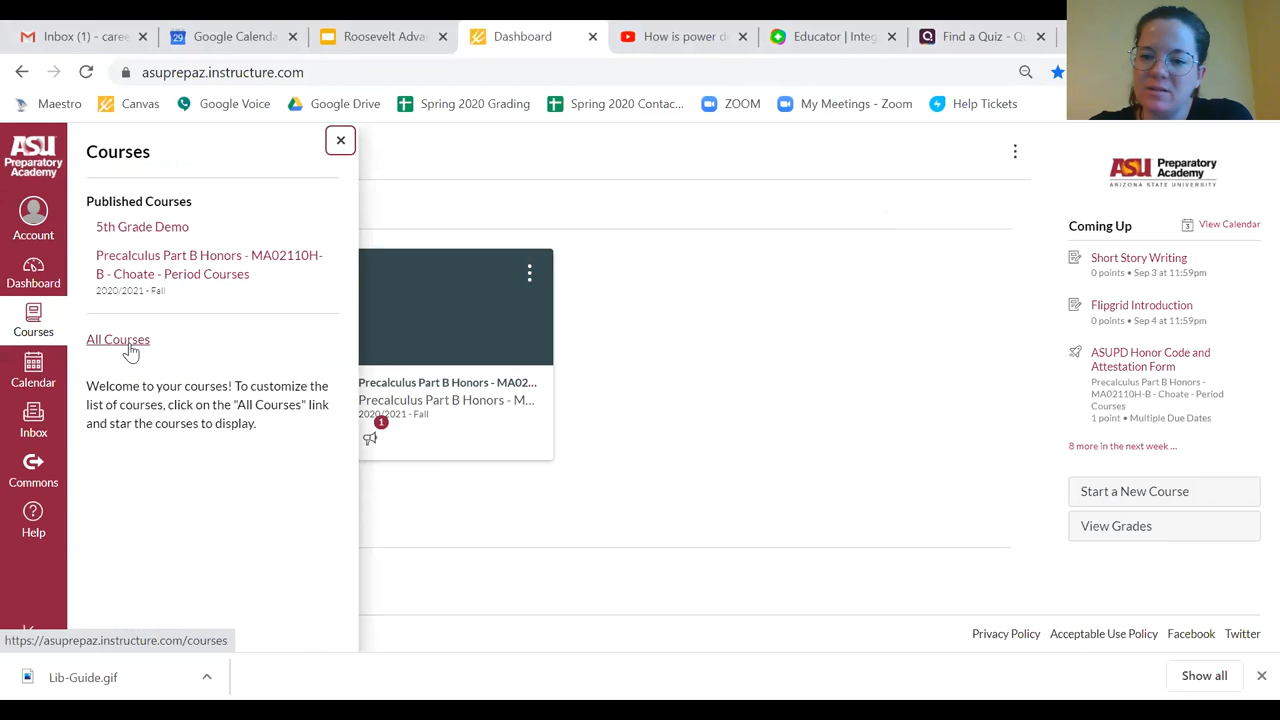 Inbox (1) - caree
Google Calenda
Roosevelt Adva
Dashboard
How is power di
Educator | Integ
Find a Quiz - Qu
asuprepaz.instructure.com
Maestro
Canvas
Google Voice
Google Drive
Spring 2020 Grading
Spring 2020 Contac...
ZOOM
My Meetings - Zoom
Help Tickets
ASU
Preparatory
Academy
Account
Dashboard
Courses
Calendar
Inbox
Commons
Help
Courses
Published Courses
5th Grade Demo
Precalculus Part B Honors - MA02110H-
B - Choate - Period Courses
2020/2021 - Fall
All Courses
Welcome to your courses! To customize the
list of courses, click on the "All Courses" link
and star the courses to display.
Precalculus Part B Honors - MA02...
Precalculus Part B Honors - M...
2020/2021 - Fall
1
ASU Preparatory
Academy
ARIZONA STATE UNIVERSITY
Coming Up
3 View Calendar
Short Story Writing
0 points • Sep 3 at 11:59pm
Flipgrid Introduction
0 points • Sep 4 at 11:59pm
ASUPD Honor Code and
Attestation Form
Precalculus Part B Honors -
MA02110H-B - Choate - Period
Courses
1 point • Multiple Due Dates
8 more in the next week ...
Start a New Course
View Grades
Privacy Policy Acceptable Use Policy Facebook Twitter
https://asuprepaz.instructure.com/courses
Lib-Guide.gif
Show all